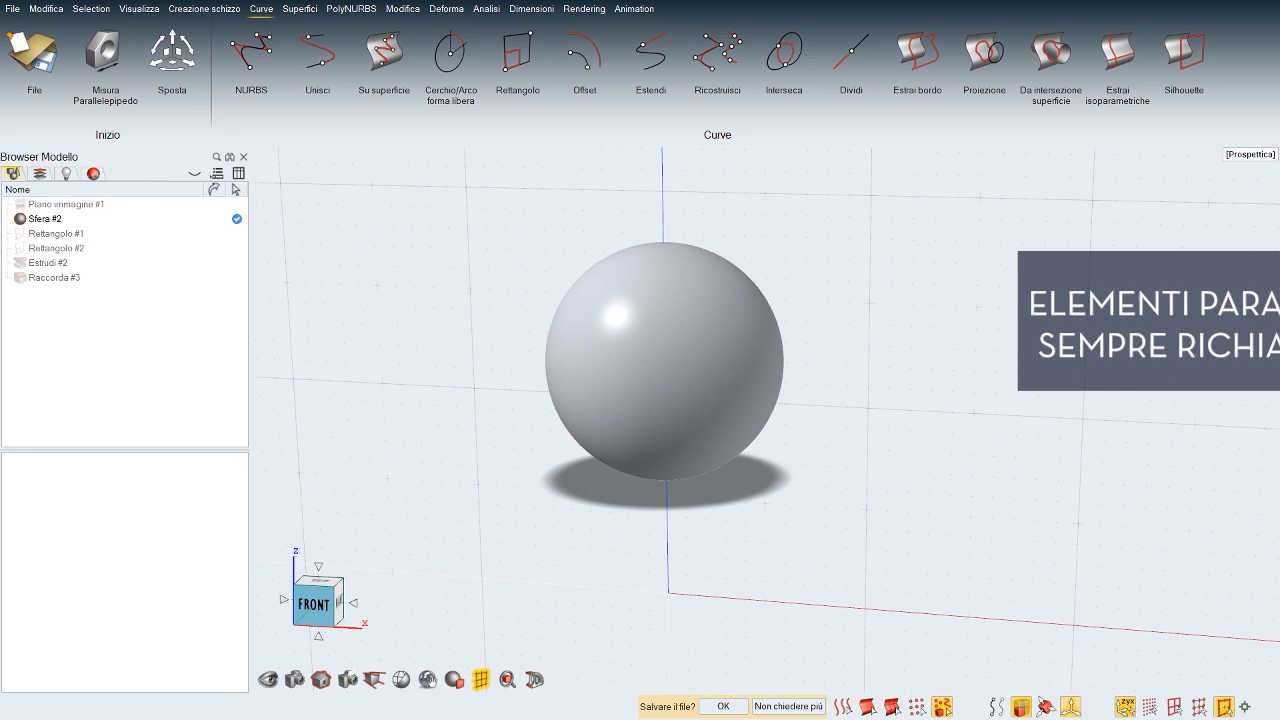 File Modifica Selection Visualizza Creazione schizzo Curve Superfici PolyNURBS Modifica Deforma Analisi Dimensioni Rendering Animation
File Misura Parallelepipedo Sposta NURBS Unisci Su superficie Cerchio/Arco forma libera Rettangolo Offset Estendi Ricostruisci Interseca Dividi Estrai bordo Proiezione Da intersezione superficie Estrai isoparametriche Silhouette
Inizio Curve
Browser Modello
[Prospettica]
Nome
Piano immagine #1
Sfera #2
Rettangolo #1
Rettangolo #2
Estrudi #2
Raccorda #3
ELEMENTI PARA
SEMPRE RICHIA
z
FRONT
x
Salvare il file? OK Non chiedere più
zyx